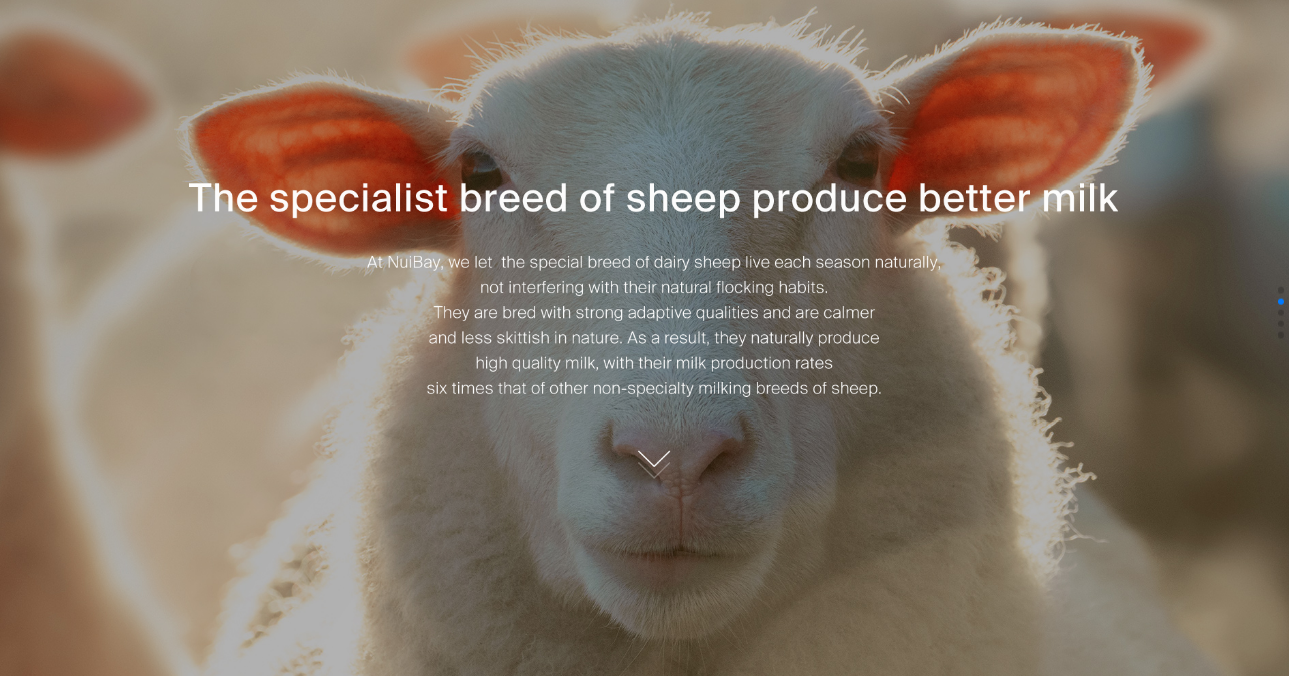 The specialist breed of sheep produce better milk
At NuiBay, we let  the special breed of dairy sheep live each season naturally,
not interfering with their natural flocking habits.
They are bred with strong adaptive qualities and are calmer
and less skittish in nature. As a result, they naturally produce
high quality milk, with their milk production rates
six times that of other non-specialty milking breeds of sheep.